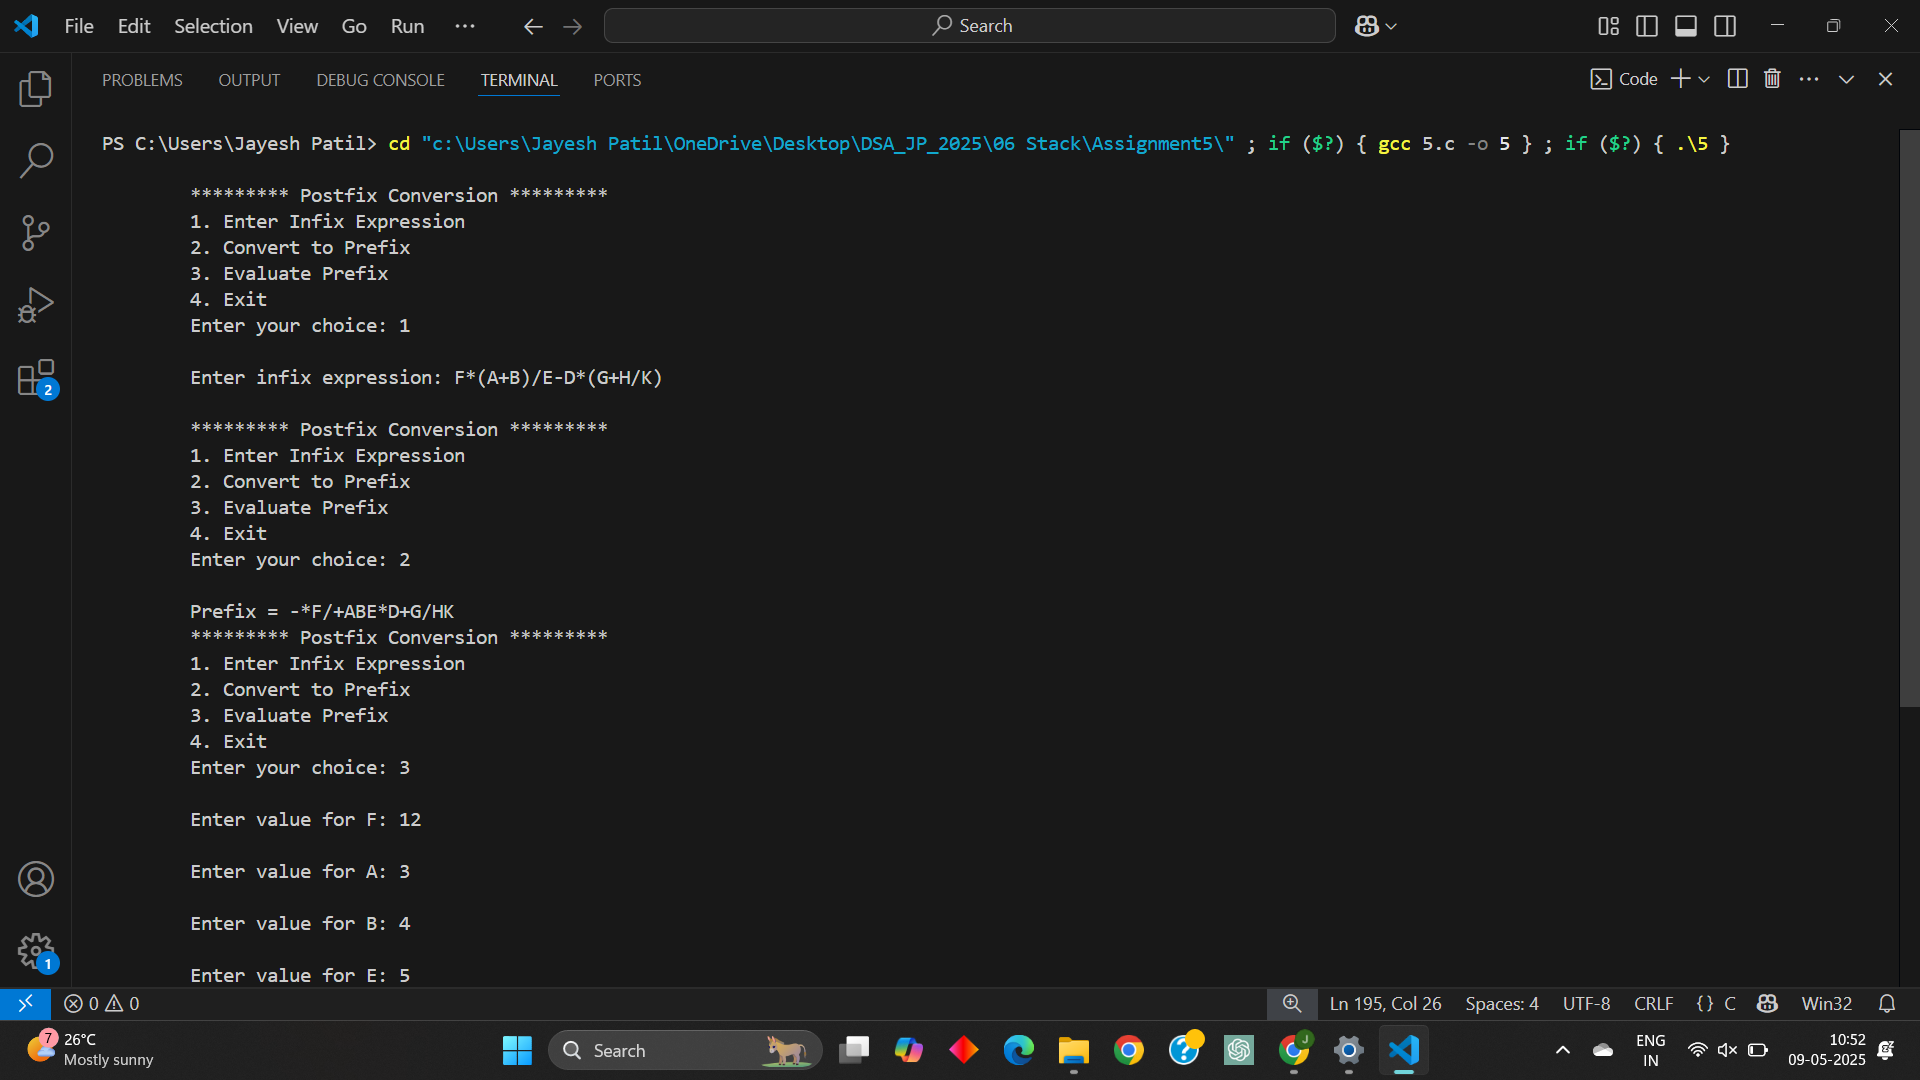 File Edit Selection View Go Run ··· Search
PROBLEMS OUTPUT DEBUG CONSOLE TERMINAL PORTS Code
PS C:\Users\Jayesh Patil> cd "c:\Users\Jayesh Patil\OneDrive\Desktop\DSA_JP_2025\06 Stack\Assignment5\" ; if ($?) { gcc 5.c -o 5 } ; if ($?) { .\5 }
********* Postfix Conversion *********
1. Enter Infix Expression
2. Convert to Prefix
3. Evaluate Prefix
4. Exit
Enter your choice: 1
Enter infix expression: F*(A+B)/E-D*(G+H/K)
********* Postfix Conversion *********
1. Enter Infix Expression
2. Convert to Prefix
3. Evaluate Prefix
4. Exit
Enter your choice: 2
Prefix = -*F/+ABE*D+G/HK
********* Postfix Conversion *********
1. Enter Infix Expression
2. Convert to Prefix
3. Evaluate Prefix
4. Exit
Enter your choice: 3
Enter value for F: 12
Enter value for A: 3
Enter value for B: 4
Enter value for E: 5
2
1
0 0 Ln 195, Col 26 Spaces: 4 UTF-8 CRLF {} C Win32
7 26°C
Mostly sunny
Search
J
ENG
IN
10:52
09-05-2025